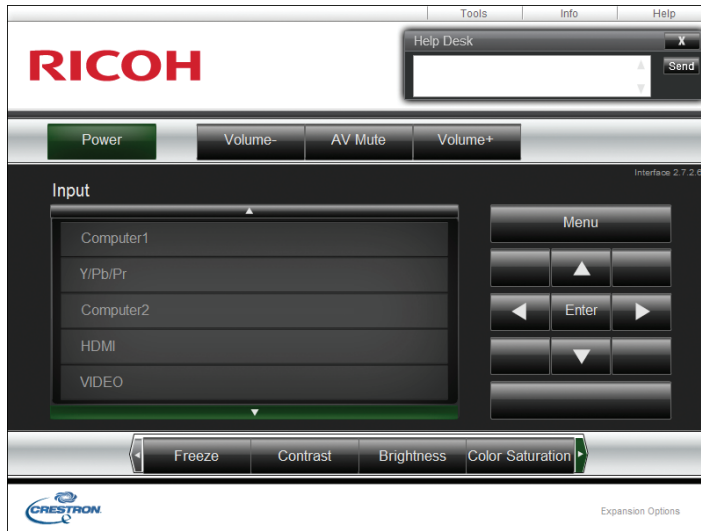 Tools Info Help
RICOH
Help Desk X
Send
Power Volume- AV Mute Volume+
Interface 2.7.2.6
Input
Computer1
Y/Pb/Pr
Computer2
HDMI
VIDEO
Menu
Enter
Freeze Contrast Brightness Color Saturation
CRESTRON
Expansion Options